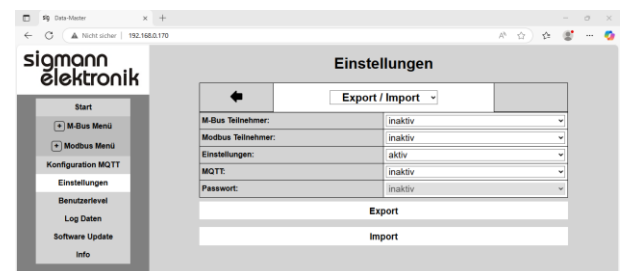 Data-Master
Nicht sicher 192.168.0.170
sigmann
elektronik
Einstellungen
Export / Import
Start
M-Bus Menü
Modbus Menü
Konfiguration MQTT
Einstellungen
Benutzerlevel
Log Daten
Software Update
Info
M-Bus Teilnehmer: inaktiv
Modbus Teilnehmer: inaktiv
Einstellungen: aktiv
MQTT: inaktiv
Passwort: inaktiv
Export
Import